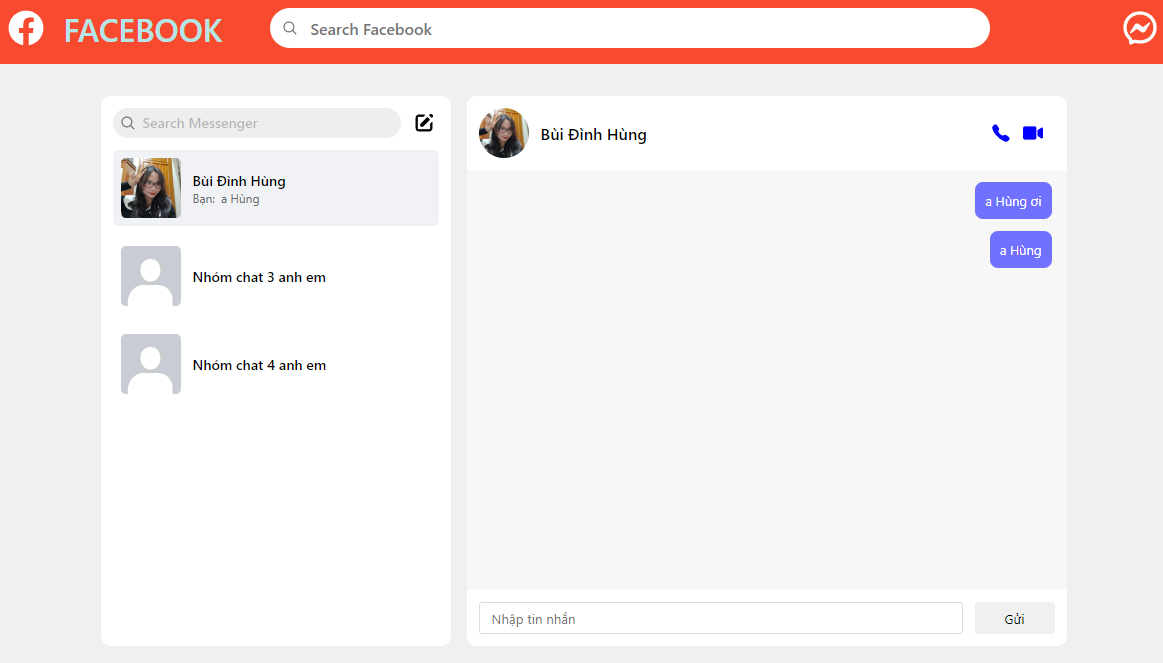 FACEBOOK
Search Facebook
Search Messenger
Bùi Đình Hùng
Bạn: a Hùng
Nhóm chat 3 anh em
Nhóm chat 4 anh em
Bùi Đình Hùng
a Hùng ơi
a Hùng
Nhập tin nhắn
Gửi